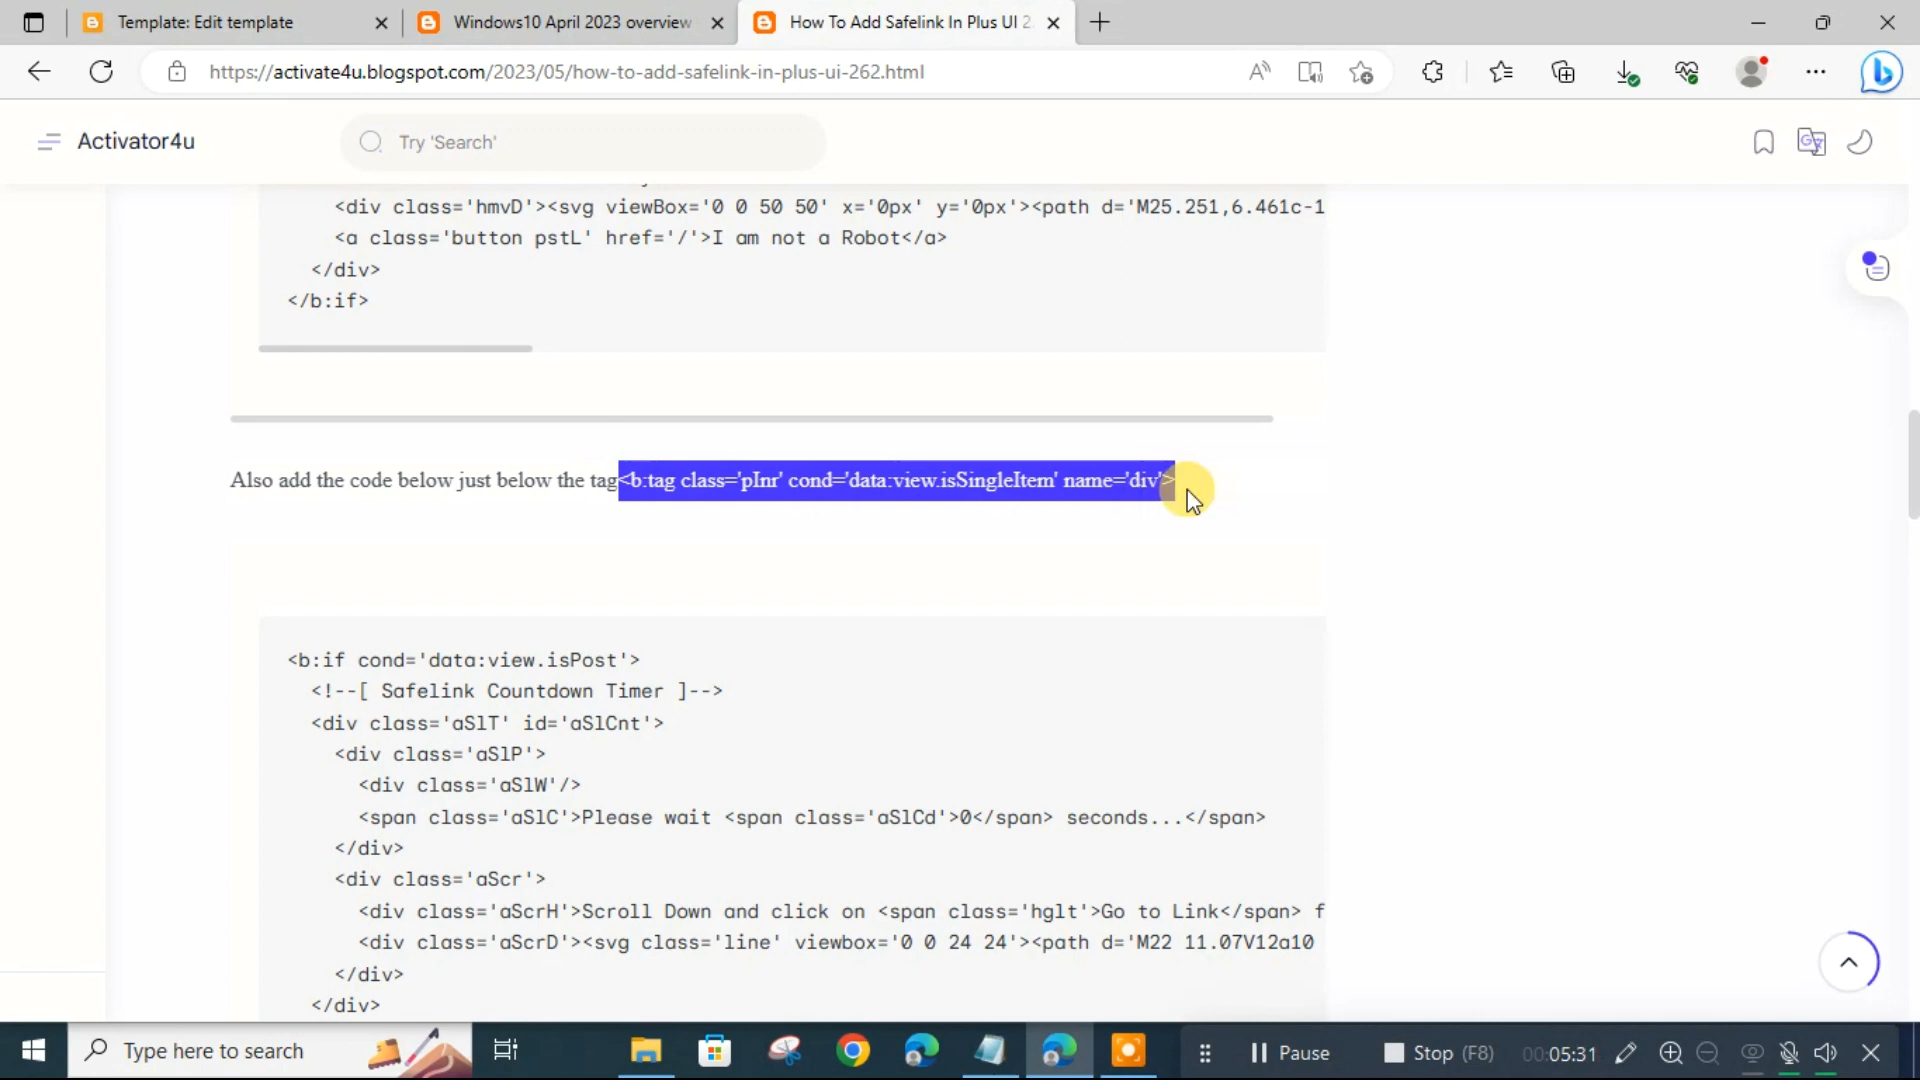 Template: Edit template
Windows10 April 2023 overview
How To Add Safelink In Plus UI 2
https://activate4u.blogspot.com/2023/05/how-to-add-safelink-in-plus-ui-262.html
Activator4u
Try 'Search'
<div class='hmvD'><svg viewBox='0 0 50 50' x='0px' y='0px'><path d='M25.251,6.461c-1
<a class='button pstL' href='/'>I am not a Robot</a>
</div>
</b:if>
Also add the code below just below the tag<b:tag class='pInr' cond='data:view.isSingleItem' name='div'>
<b:if cond='data:view.isPost'>
<!--[ Safelink Countdown Timer ]-->
<div class='aSlT' id='aSlCnt'>
<div class='aSlP'>
<div class='aSlW'/>
<span class='aSlC'>Please wait <span class='aSlCd'>0</span> seconds...</span>
</div>
<div class='aScr'>
<div class='aScrH'>Scroll Down and click on <span class='hglt'>Go to Link</span> f
<div class='aScrD'><svg class='line' viewbox='0 0 24 24'><path d='M22 11.07V12a10
</div>
</div>
Type here to search
Pause
Stop (F8)
00:05:31